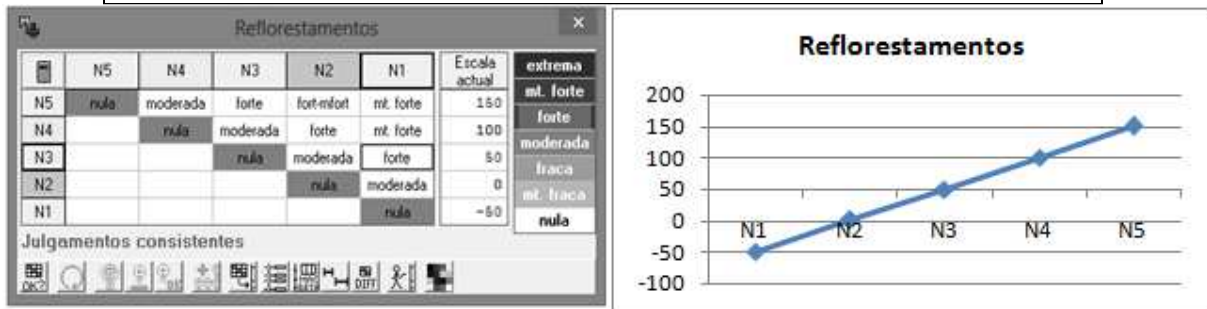 Reflorestamentos
N5 N4 N3 N2 N1 Escala actual
N5 nula moderada forte fort-mfort mt. forte 150
N4 nula moderada forte mt. forte 100
N3 nula moderada forte 50
N2 nula moderada 0
N1 nula -50
extrema
mt. forte
forte
moderada
fraca
mt. fraca
nula
Julgamentos consistentes
OK?
DIFF
Reflorestamentos
200
150
100
50
0
-50
-100
N1 N2 N3 N4 N5